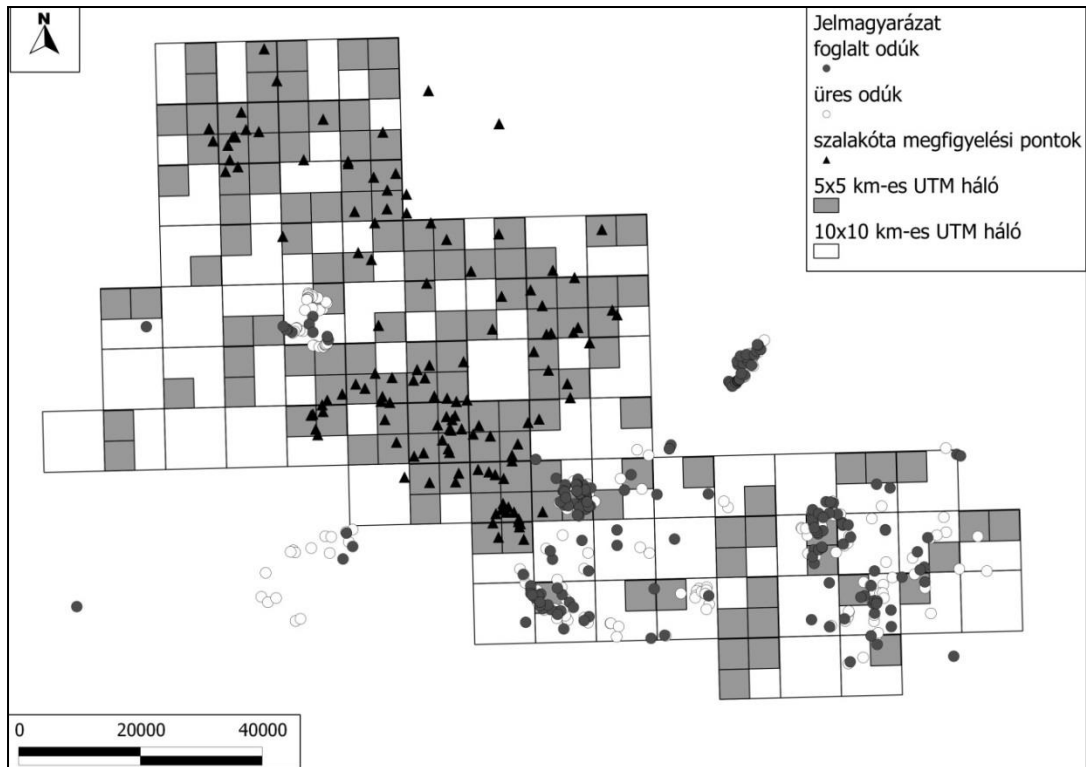 N
Jelmagyarázat
foglalt odúk
üres odúk
szalakóta megfigyelési pontok
5x5 km-es UTM háló
10x10 km-es UTM háló
0 20000 40000